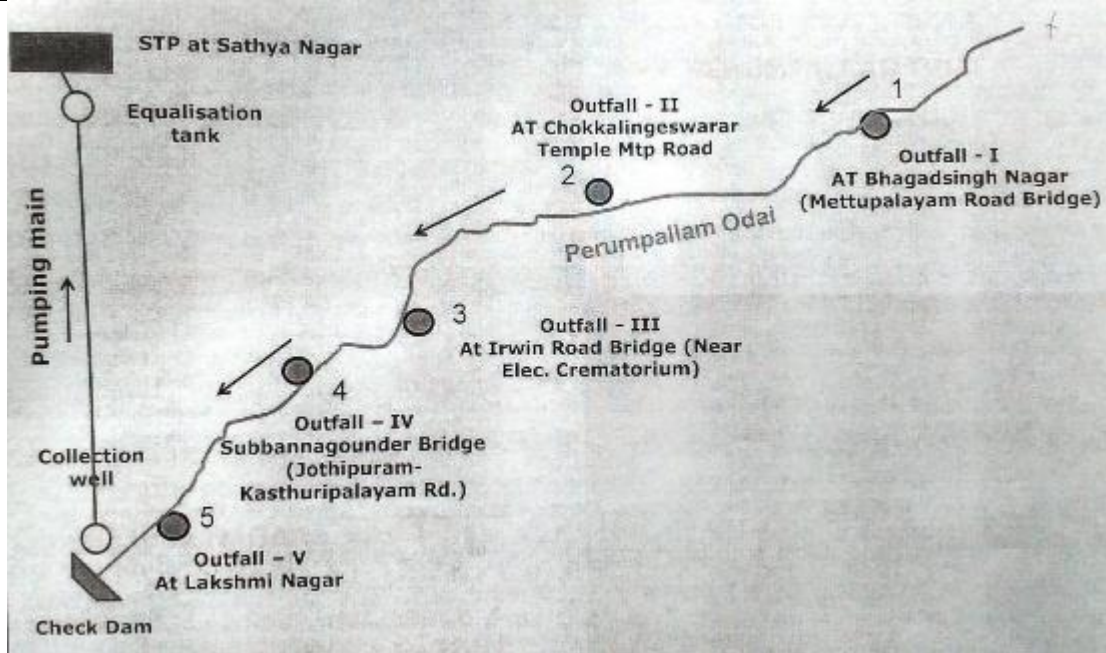 STP at Sathya Nagar
Equalisation
tank
Pumping main
Collection
well
Check Dam
1
Outfall - I
AT Bhagadsingh Nagar
(Mettupalayam Road Bridge)
Outfall - II
AT Chokkalingeswarar
Temple Mtp Road
2
Perumpallam Odai
3
Outfall - III
At Irwin Road Bridge (Near
Elec. Crematorium)
4
Outfall – IV
Subbannagounder Bridge
(Jothipuram-
Kasthuripalayam Rd.)
5
Outfall – V
At Lakshmi Nagar